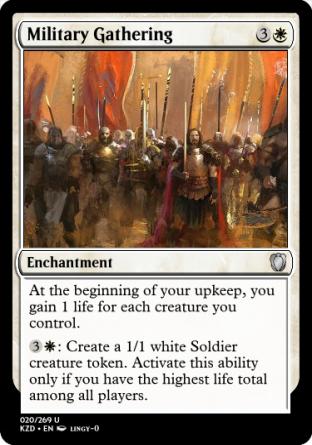 Military Gathering 3
Enchantment
At the beginning of your upkeep, you
gain 1 life for each creature you
control.
3 : Create a 1/1 white Soldier
creature token. Activate this ability
only if you have the highest life total
among all players.
020/269 U
KZD • EN LINGY-0